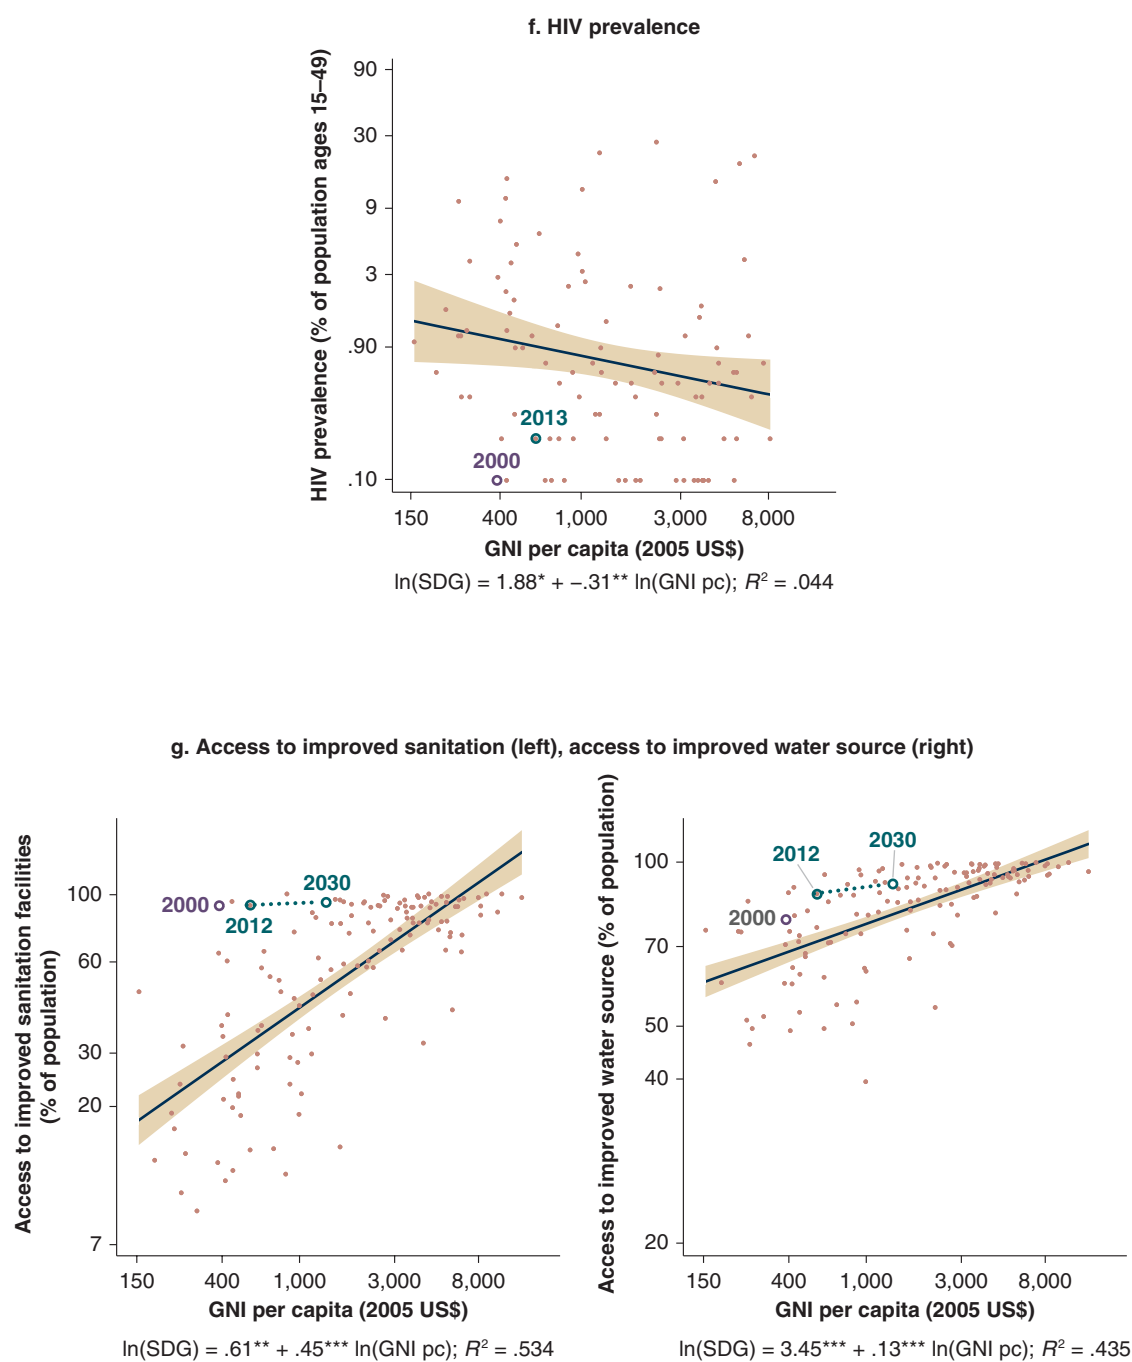 f. HIV prevalence
HIV prevalence (% of population ages 15–49)
90
30
9
3
.90
.10
2013
2000
150 400 1,000 3,000 8,000
GNI per capita (2005 US$)
ln(SDG) = 1.88* + –.31** ln(GNI pc); R² = .044
g. Access to improved sanitation (left), access to improved water source (right)
Access to improved sanitation facilities
(% of population)
100
60
30
20
7
2000
2012
2030
150 400 1,000 3,000 8,000
GNI per capita (2005 US$)
ln(SDG) = .61** + .45*** ln(GNI pc); R² = .534
Access to improved water source (% of population)
100
70
50
40
20
2030
2012
2000
150 400 1,000 3,000 8,000
GNI per capita (2005 US$)
ln(SDG) = 3.45*** + .13*** ln(GNI pc); R² = .435